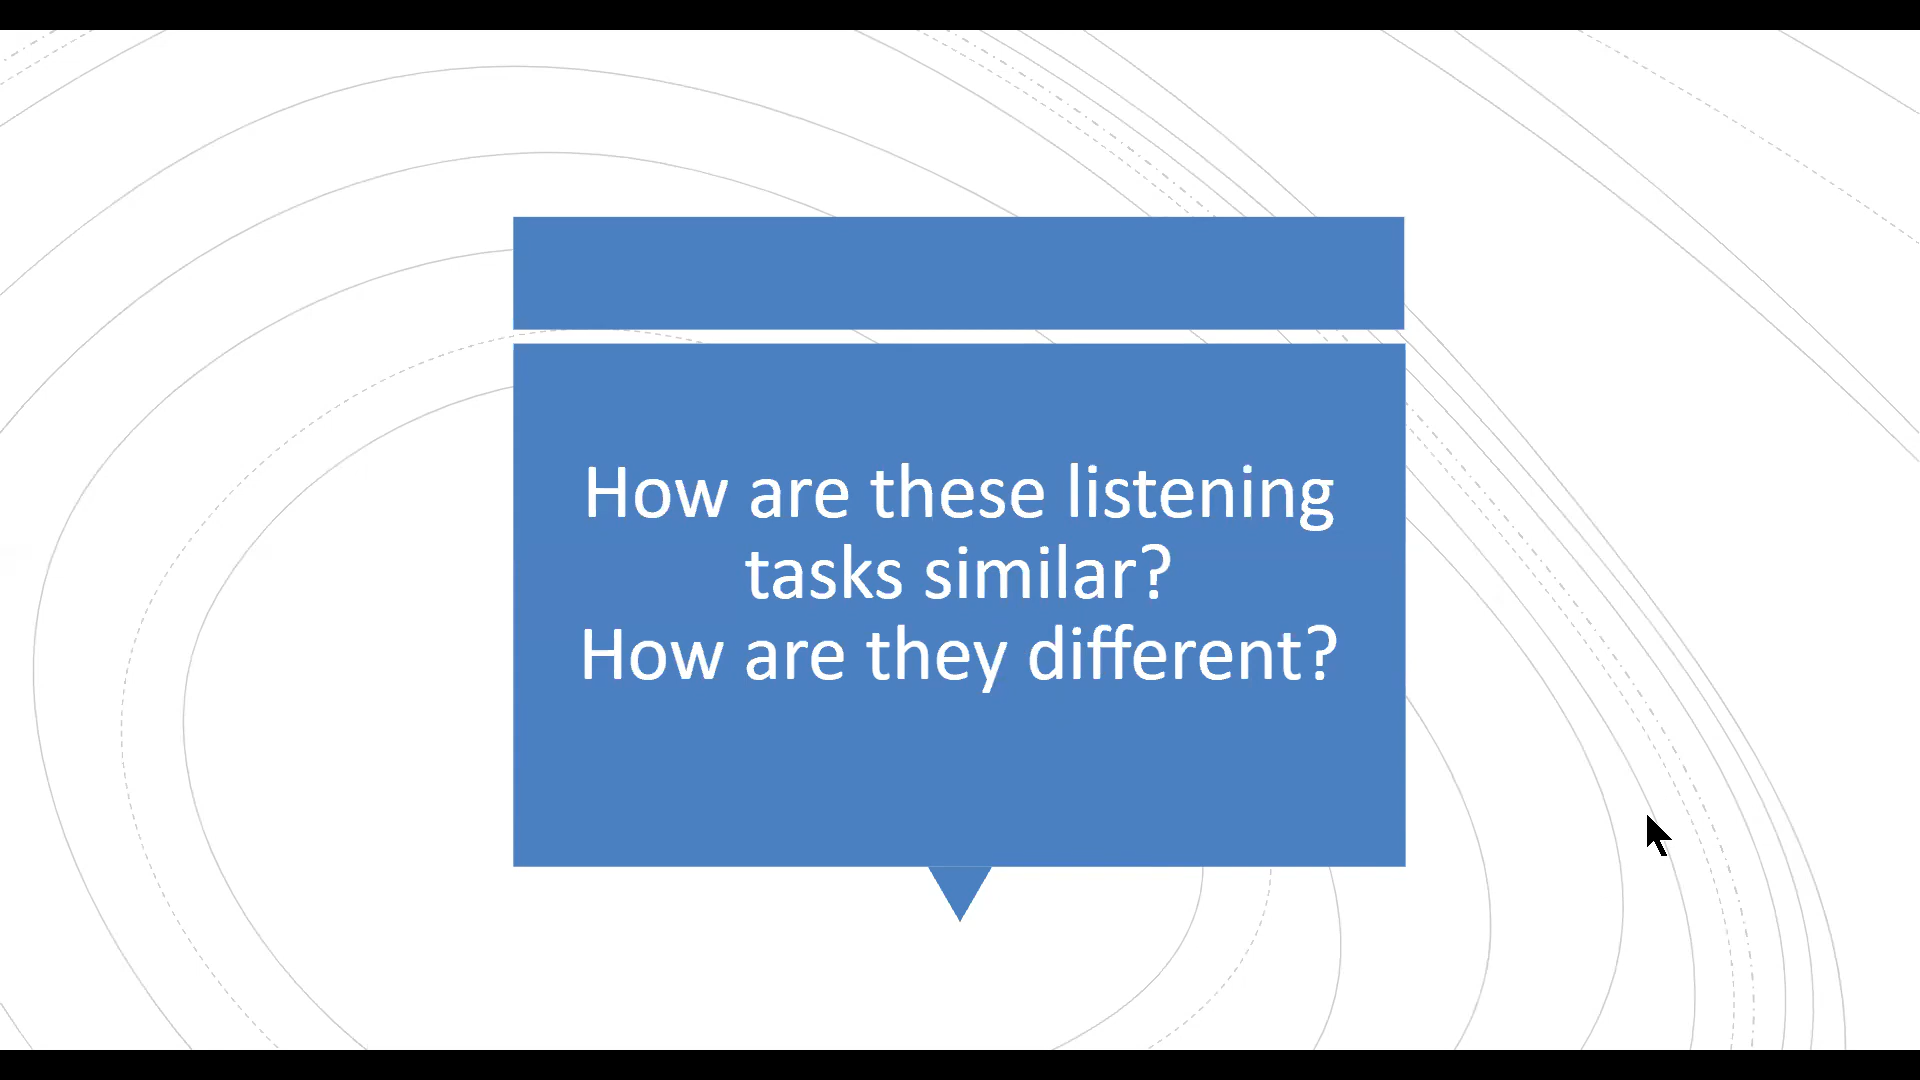 How are these listening
tasks similar?
How are they different?